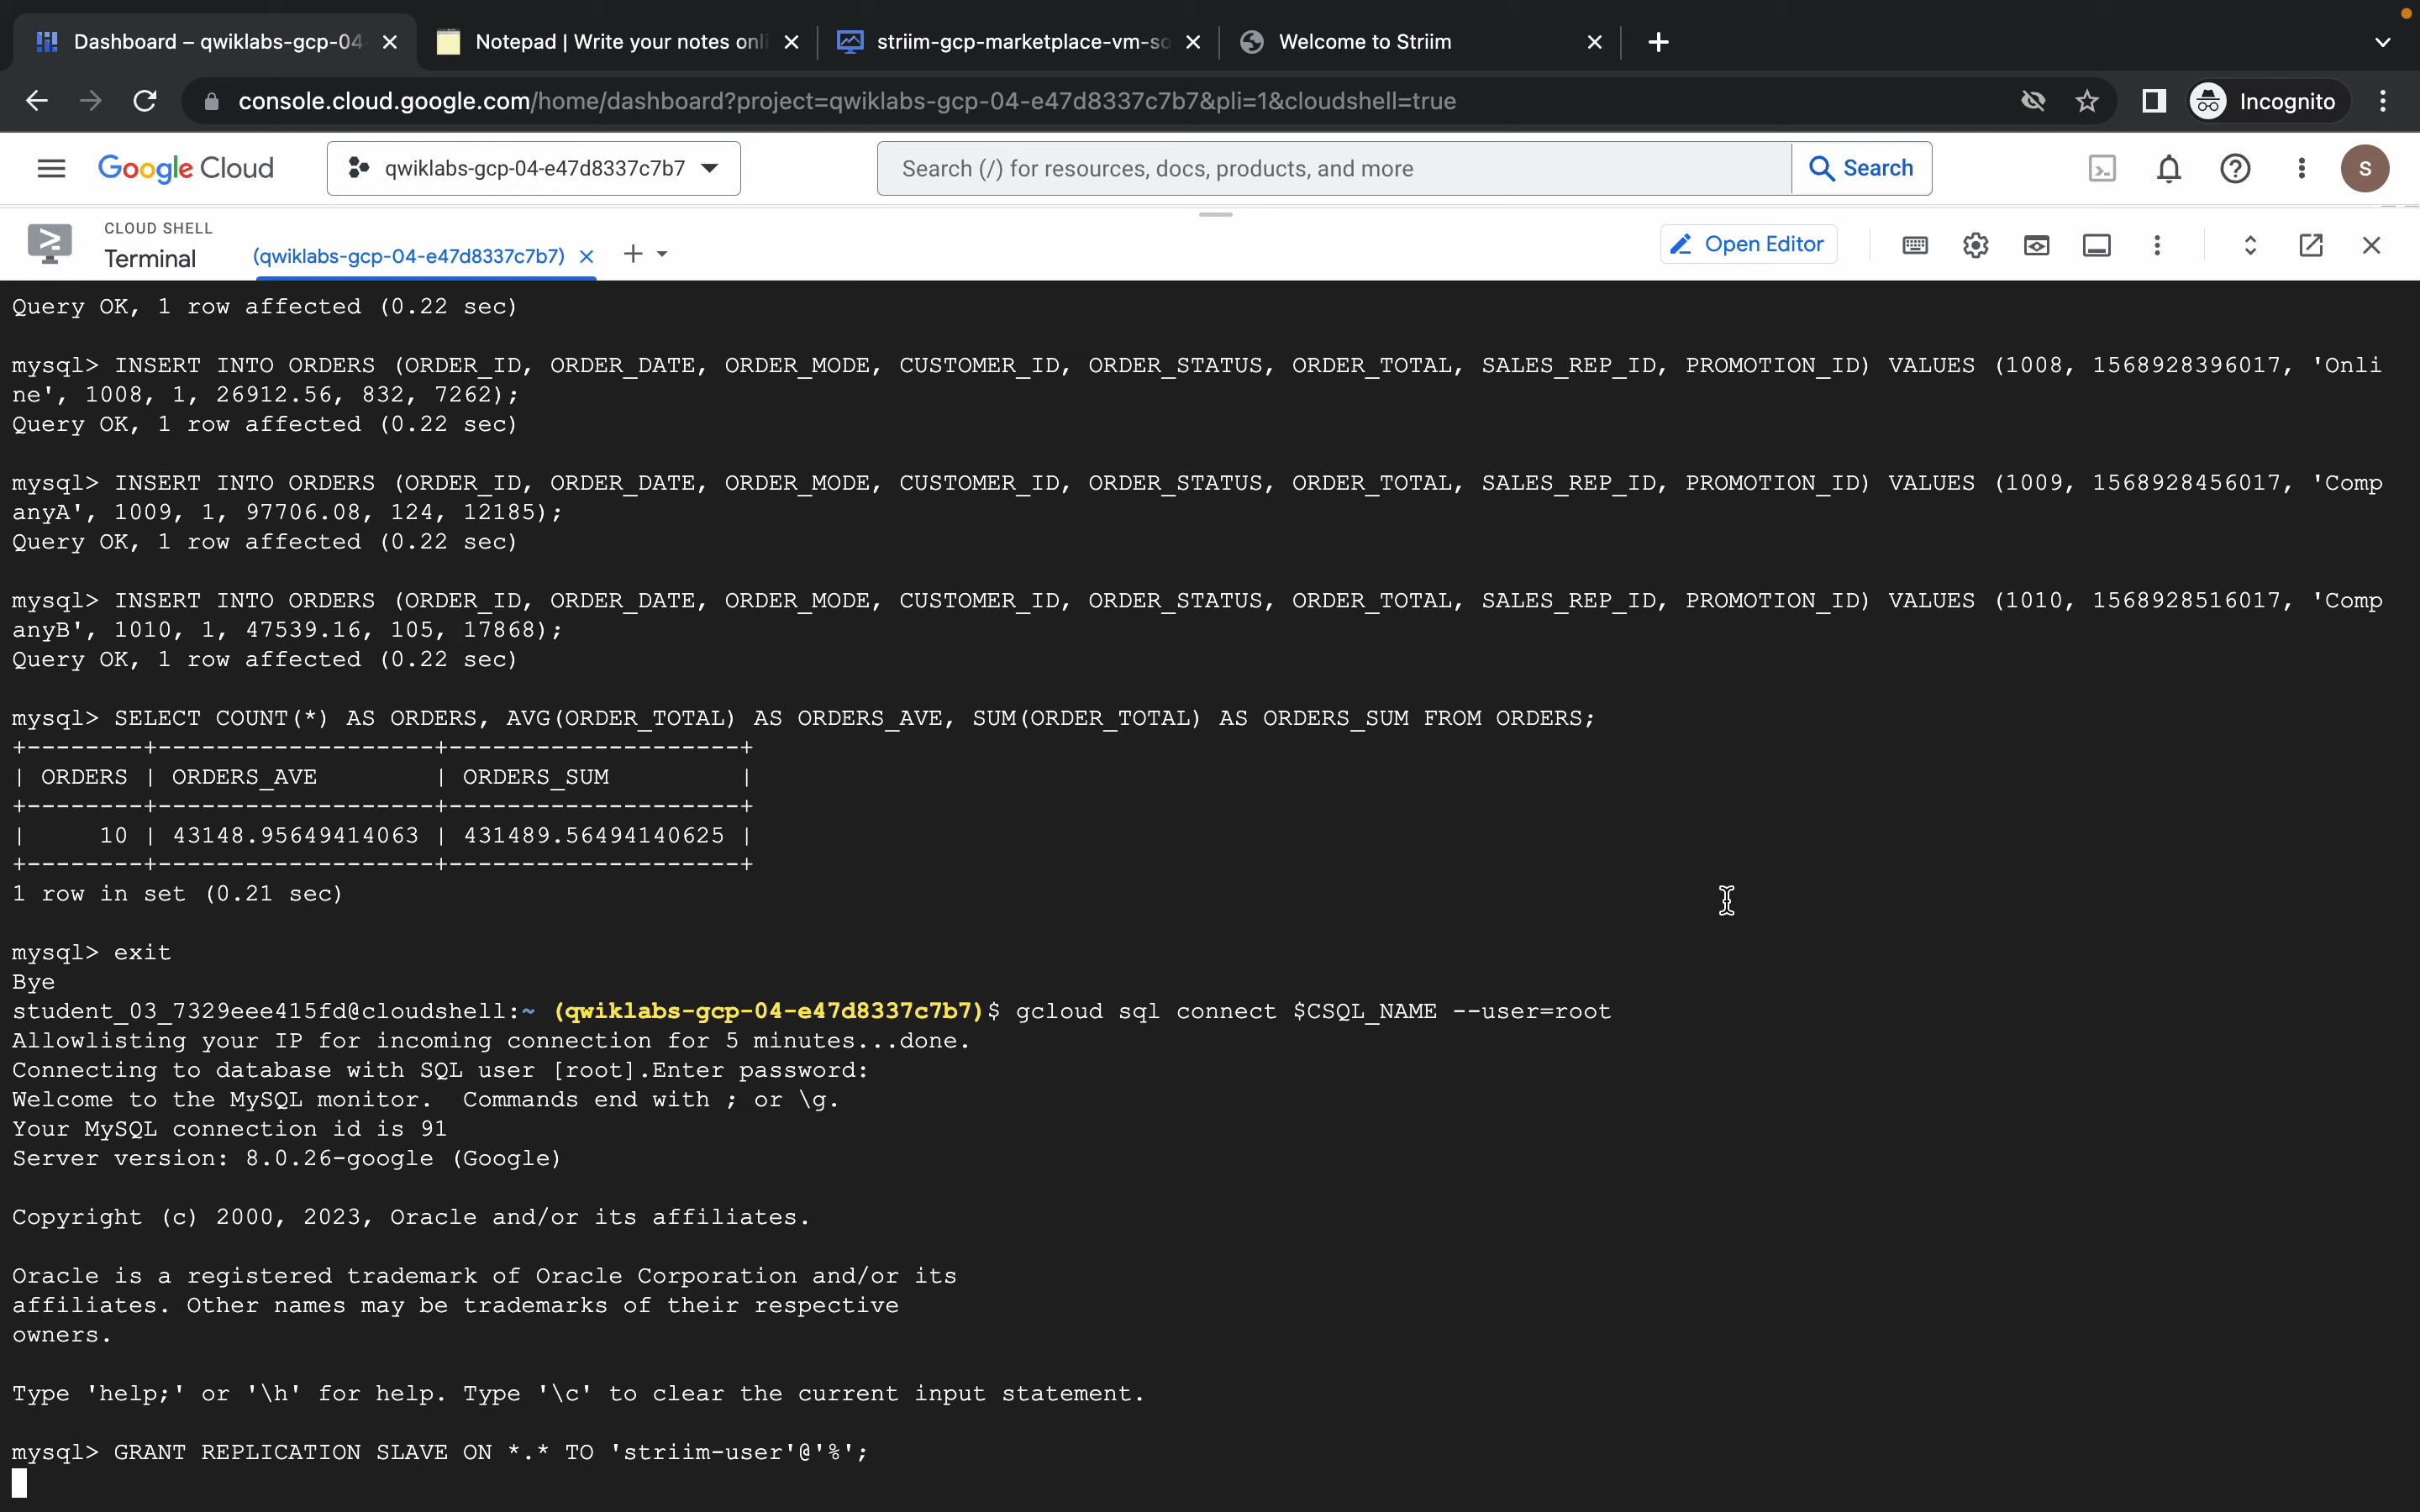 Dashboard – qwiklabs-gcp-04
Notepad | Write your notes onli
striim-gcp-marketplace-vm-so
Welcome to Striim
console.cloud.google.com/home/dashboard?project=qwiklabs-gcp-04-e47d8337c7b7&pli=1&cloudshell=true
Incognito
Google Cloud
qwiklabs-gcp-04-e47d8337c7b7
Search (/) for resources, docs, products, and more
Search
S
CLOUD SHELL
Terminal
(qwiklabs-gcp-04-e47d8337c7b7)
Open Editor
Query OK, 1 row affected (0.22 sec)
mysql> INSERT INTO ORDERS (ORDER_ID, ORDER_DATE, ORDER_MODE, CUSTOMER_ID, ORDER_STATUS, ORDER_TOTAL, SALES_REP_ID, PROMOTION_ID) VALUES (1008, 1568928396017, 'Onli
ne', 1008, 1, 26912.56, 832, 7262);
Query OK, 1 row affected (0.22 sec)
mysql> INSERT INTO ORDERS (ORDER_ID, ORDER_DATE, ORDER_MODE, CUSTOMER_ID, ORDER_STATUS, ORDER_TOTAL, SALES_REP_ID, PROMOTION_ID) VALUES (1009, 1568928456017, 'Comp
anyA', 1009, 1, 97706.08, 124, 12185);
Query OK, 1 row affected (0.22 sec)
mysql> INSERT INTO ORDERS (ORDER_ID, ORDER_DATE, ORDER_MODE, CUSTOMER_ID, ORDER_STATUS, ORDER_TOTAL, SALES_REP_ID, PROMOTION_ID) VALUES (1010, 1568928516017, 'Comp
anyB', 1010, 1, 47539.16, 105, 17868);
Query OK, 1 row affected (0.22 sec)
mysql> SELECT COUNT(*) AS ORDERS, AVG(ORDER_TOTAL) AS ORDERS_AVE, SUM(ORDER_TOTAL) AS ORDERS_SUM FROM ORDERS;
+--------+-------------------+--------------------+
| ORDERS | ORDERS_AVE        | ORDERS_SUM         |
+--------+-------------------+--------------------+
|     10 | 43148.95649414063 | 431489.56494140625 |
+--------+-------------------+--------------------+
1 row in set (0.21 sec)
mysql> exit
Bye
student_03_7329eee415fd@cloudshell:~ (qwiklabs-gcp-04-e47d8337c7b7)$ gcloud sql connect $CSQL_NAME --user=root
Allowlisting your IP for incoming connection for 5 minutes...done.
Connecting to database with SQL user [root].Enter password:
Welcome to the MySQL monitor.  Commands end with ; or \g.
Your MySQL connection id is 91
Server version: 8.0.26-google (Google)
Copyright (c) 2000, 2023, Oracle and/or its affiliates.
Oracle is a registered trademark of Oracle Corporation and/or its
affiliates. Other names may be trademarks of their respective
owners.
Type 'help;' or '\h' for help. Type '\c' to clear the current input statement.
mysql> GRANT REPLICATION SLAVE ON *.* TO 'striim-user'@'%';